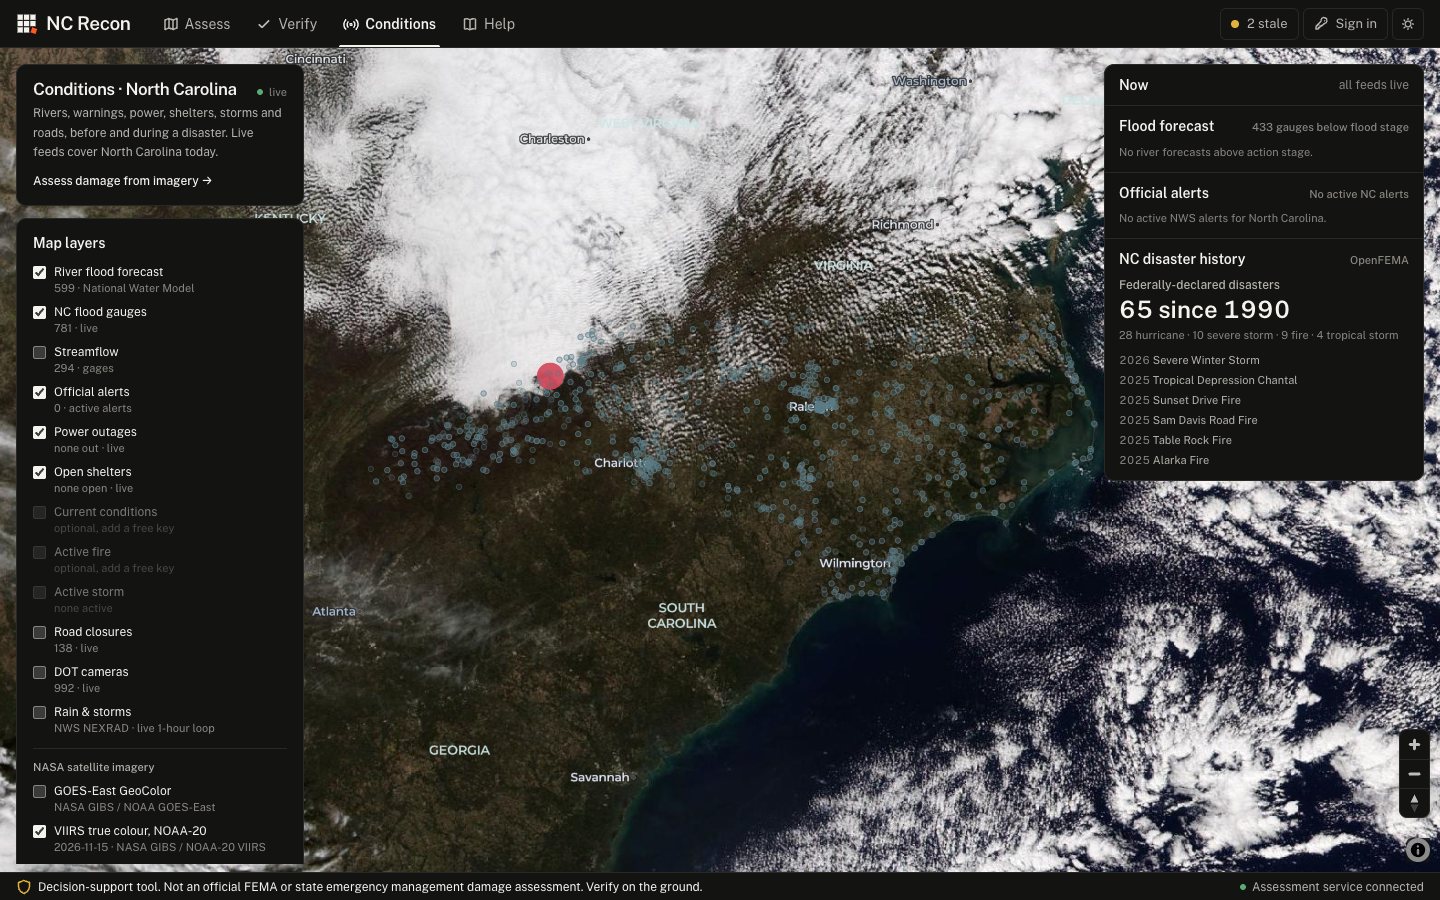 NC Recon
Assess
Verify
Conditions
Help
2 stale
Sign in
Conditions · North Carolina
live
Rivers, warnings, power, shelters, storms and
roads, before and during a disaster. Live
feeds cover North Carolina today.
Assess damage from imagery →
Map layers
River flood forecast
599 · National Water Model
NC flood gauges
781 · live
Streamflow
294 · gages
Official alerts
0 · active alerts
Power outages
none out · live
Open shelters
none open · live
Current conditions
optional, add a free key
Active fire
optional, add a free key
Active storm
none active
Road closures
138 · live
DOT cameras
992 · live
Rain & storms
NWS NEXRAD · live 1-hour loop
NASA satellite imagery
GOES-East GeoColor
NASA GIBS / NOAA GOES-East
VIIRS true colour, NOAA-20
2026-11-15 · NASA GIBS / NOAA-20 VIIRS
Cincinnati
Washington
WEST VIRGINIA
Charleston
KENTUCKY
Richmond
VIRGINIA
Wilmington
Atlanta
SOUTH
CAROLINA
GEORGIA
Savannah
Now
all feeds live
Flood forecast
433 gauges below flood stage
No river forecasts above action stage.
Official alerts
No active NC alerts
No active NWS alerts for North Carolina.
NC disaster history
OpenFEMA
Federally-declared disasters
65 since 1990
28 hurricane · 10 severe storm · 9 fire · 4 tropical storm
2026 Severe Winter Storm
2025 Tropical Depression Chantal
2025 Sunset Drive Fire
2025 Sam Davis Road Fire
2025 Table Rock Fire
2025 Alarka Fire
Decision-support tool. Not an official FEMA or state emergency management damage assessment. Verify on the ground.
Assessment service connected